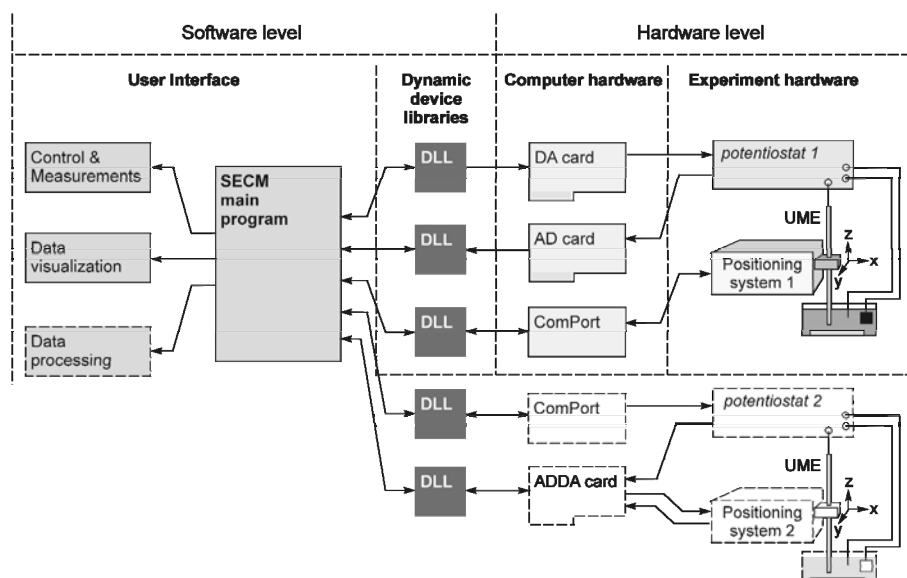 Software level
Hardware level
User Interface
Dynamic
device
libraries
Computer hardware
Experiment hardware
Control &
Measurements
SECM
main
program
DLL
DA card
potentiostat 1
UME
z
x
y
Data
visualization
DLL
AD card
Positioning
system 1
Data
processing
DLL
ComPort
DLL
ComPort
potentiostat 2
UME
z
x
y
DLL
ADDA card
Positioning
system 2